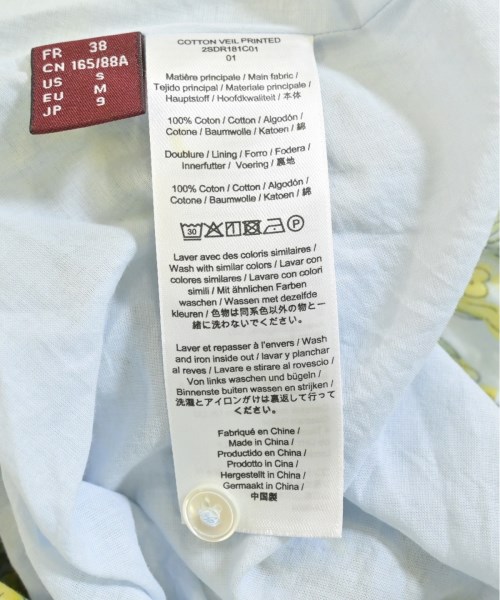 FR 38
CN 165/88A
US S
EU M
JP 9
COTTON VEIL PRINTED
2SDR181C01
01
Matière principale / Main fabric /
Tejido principal / Materiale principale /
Hauptstoff / Hoofdkwaliteit / 本体
100% Coton / Cotton / Algodón /
Cotone / Baumwolle / Katoen / 綿
Doublure / Lining / Forro / Fodera /
Innerfutter / Voering / 裏地
100% Coton / Cotton / Algodón /
Cotone / Baumwolle / Katoen / 綿
30 P
Laver avec des coloris similaires /
Wash with similar colors / Lavar con
colores similares / Lavare con colori
simili / Mit ähnlichen Farben
waschen / Wassen met dezelfde
kleuren / 色物は同系色以外の物と一
緒に洗わないでください。
Laver et repasser à l'envers / Wash
and iron inside out / lavar y planchar
al reves / Lavare e stirare al rovescio /
Von links waschen und bügeln /
Binnenste buiten wassen en strijken /
洗濯とアイロンがけは裏返して行って
ください。
Fabriqué en Chine /
Made in China /
Productido en China /
Prodotto in Cina /
Hergestellt in China /
Germaakt in China /
中国製